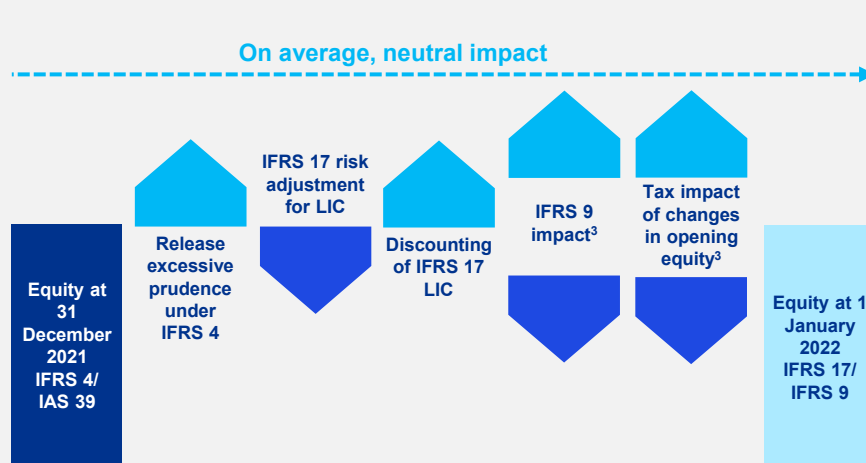 On average, neutral impact
Equity at
31
December
2021
IFRS 4/
IAS 39
Release
excessive
prudence
under
IFRS 4
IFRS 17 risk
adjustment
for LIC
Discounting
of IFRS 17
LIC
IFRS 9
impact3
Tax impact
of changes
in opening
equity3
Equity at 1
January
2022
IFRS 17/
IFRS 9